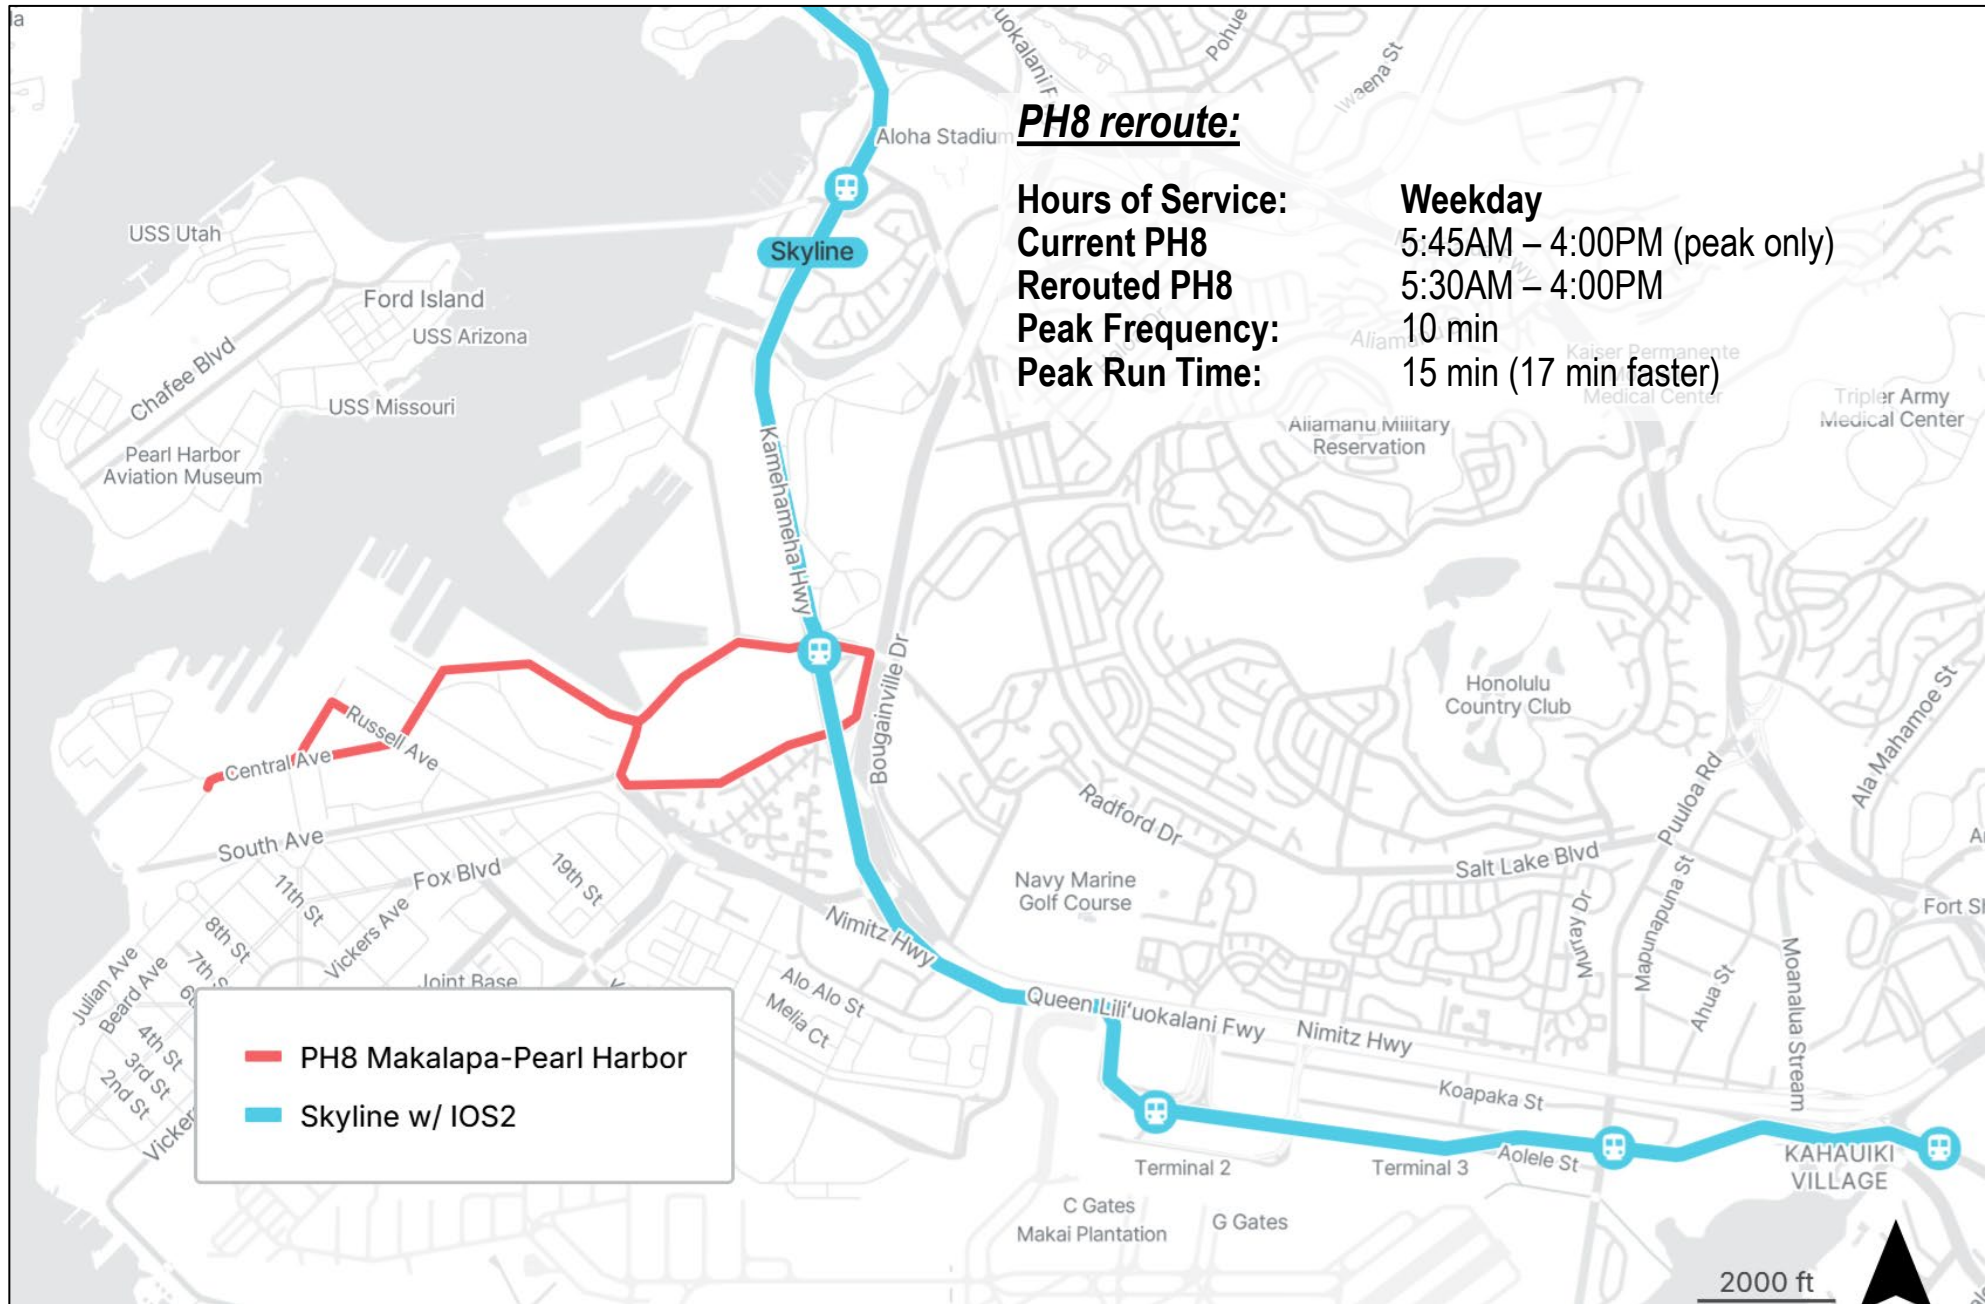 la
uokalani F
Pohue
Iwaena St
Aloha Stadium
PH8 reroute:
Hours of Service: Weekday
Current PH8 5:45AM – 4:00PM (peak only)
Rerouted PH8 5:30AM – 4:00PM
Peak Frequency: 10 min
Peak Run Time: 15 min (17 min faster)
USS Utah
Skyline
Ford Island
USS Arizona
Chafee Blvd
USS Missouri
Kaiser Permanente
Medical Center
Tripler Army
Medical Center
Pearl Harbor
Aviation Museum
Aliamanu Military
Reservation
Kamehameha Hwy
Bougainville Dr
Honolulu
Country Club
Ala Mahamoe St
Russell Ave
Central Ave
Radford Dr
Puuloa Rd
South Ave
Salt Lake Blvd
Fox Blvd
19th St
11th St
Navy Marine
Golf Course
Murray Dr
Mapunapuna St
Fort Sh
8th St
Vickers Ave
Nimitz Hwy
Julian Ave
Beard Ave
7th S
Joint Base
Alo Alo St
Melia Ct
Queen Lili‘uokalani Fwy
Nimitz Hwy
Ahua St
Moanalua Stream
4th St
3rd St
2nd St
Vicker
PH8 Makalapa-Pearl Harbor
Skyline w/ IOS2
Koapaka St
Terminal 2
Terminal 3
Aolele St
KAHAUIKI
VILLAGE
C Gates
Makai Plantation
G Gates
2000 ft